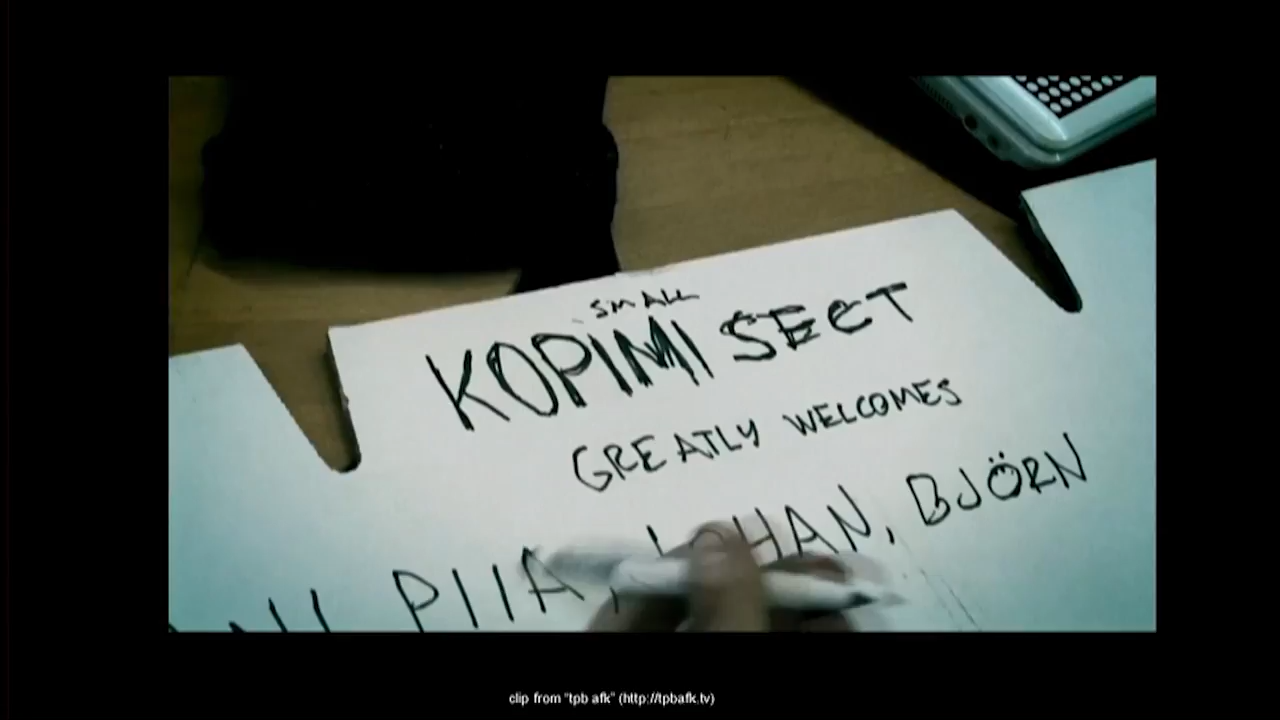 SMALL
KOPIMI SECT
GREATLY WELCOMES
PIIA, JOHAN, BJÖRN
clip from "tpb afk" (http://tpbafk.tv)